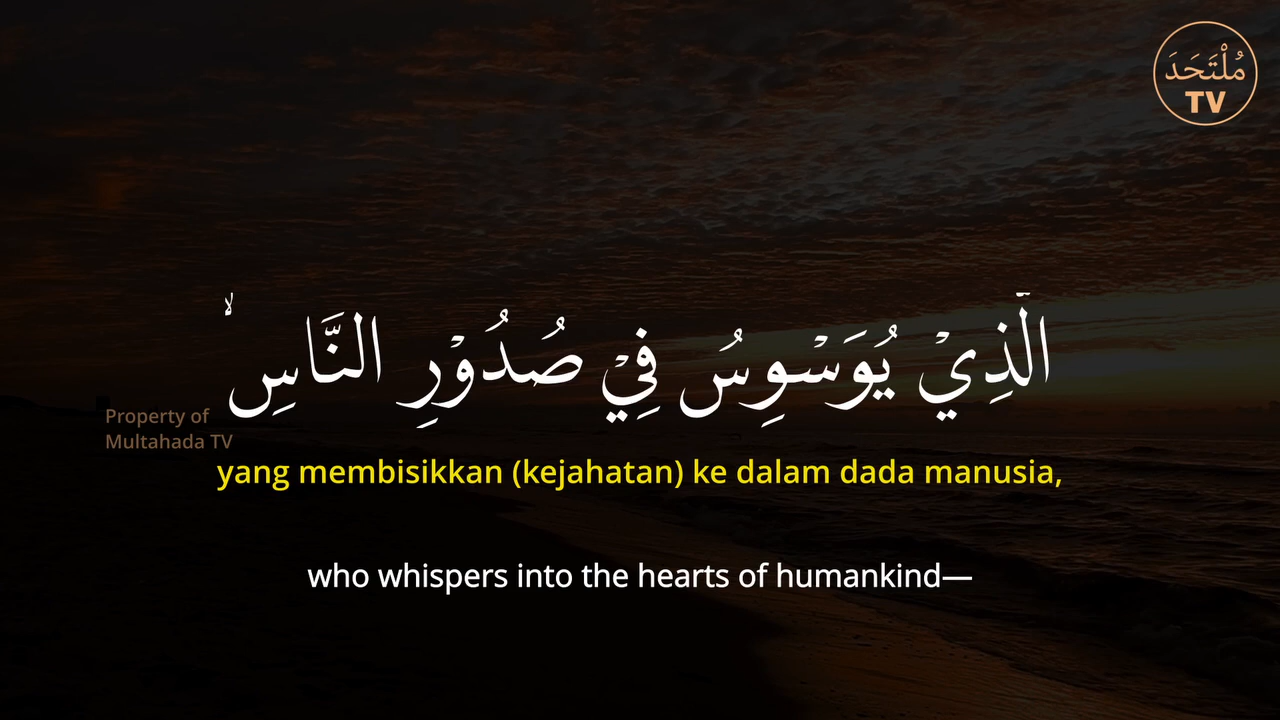 مُلْتَحَدَ
TV
الَّذِيْ يُوَسْوِسُ فِيْ صُدُوْرِ النَّاسِۙ
Property of
Multahada TV
yang membisikkan (kejahatan) ke dalam dada manusia,
who whispers into the hearts of humankind—